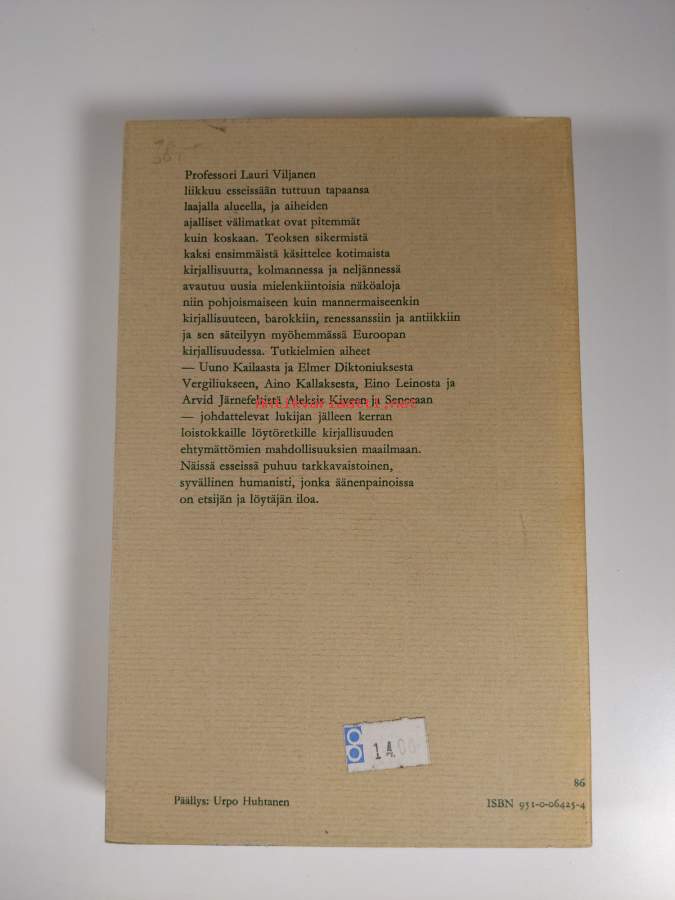 38,-
Professori Lauri Viljanen
liikkuu esseissään tuttuun tapaansa
laajalla alueella, ja aiheiden
ajalliset välimatkat ovat pitemmät
kuin koskaan. Teoksen sikermistä
kaksi ensimmäistä käsittelee kotimaista
kirjallisuutta, kolmannessa ja neljännessä
avautuu uusia mielenkiintoisia näköaloja
niin pohjoismaiseen kuin mannermaiseenkin
kirjallisuuteen, barokkiin, renessanssiin ja antiikkiin
ja sen säteilyyn myöhemmässä Euroopan
kirjallisuudessa. Tutkielmien aiheet
— Uuno Kailaasta ja Elmer Diktoniuksesta
Vergiliukseen, Aino Kallaksesta, Eino Leinosta ja
Arvid Järnefeltistä Aleksis Kiveen ja Senecaan
— johdattelevat lukijan jälleen kerran
loistokkaille löytöretkille kirjallisuuden
ehtymättömien mahdollisuuksien maailmaan.
Näissä esseissä puhuu tarkkavaistoinen,
syvällinen humanisti, jonka äänenpainoissa
on etsijän ja löytäjän iloa.
86
Päällys: Urpo Huhtanen
ISBN 951-0-06425-4